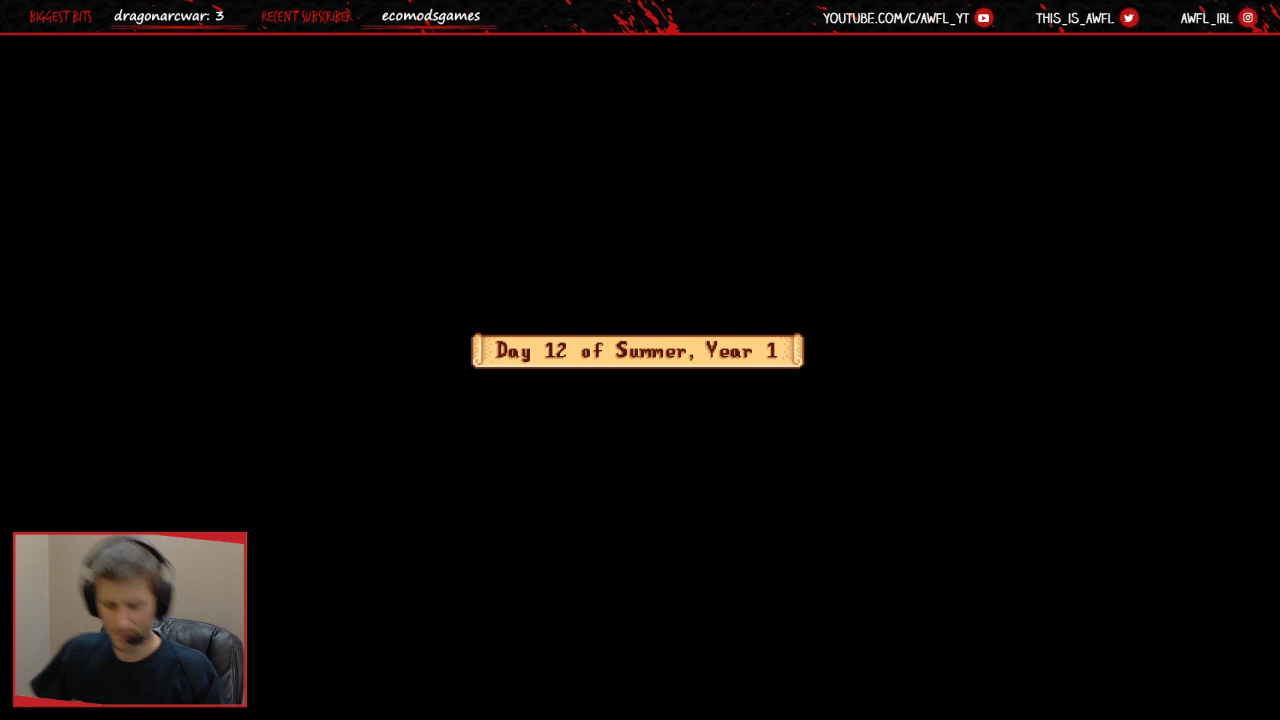 BIGGEST BITS dragonarcwar: 3 RECENT SUBSCRIBER ecomodsgames YOUTUBE.COM/C/AWFL_YT THIS_IS_AWFL AWFL_IRL
Day 12 of Summer, Year 1